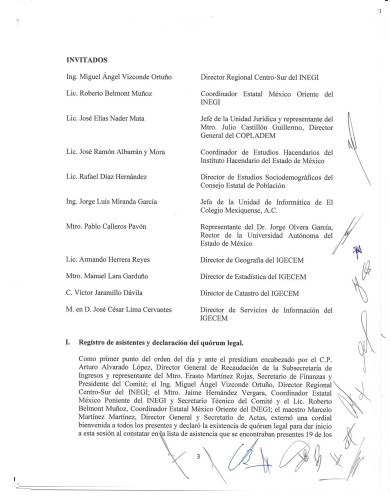 INVITADOS
Ing. Miguel Ángel Vizconde Ortuño Director Regional Centro-Sur del INEGI
Lic. Roberto Belmont Muñoz Coordinador Estatal México Oriente del
INEGI
Lic. José Elías Nader Mata Jefe de la Unidad Jurídica y representante del
Mtro. Julio Castillón Guillermo, Director
General del COPLADEM
Lic. José Ramón Albarrán y Mora Coordinador de Estudios Hacendarios del
Instituto Hacendario del Estado de México
Lic. Rafael Díaz Hernández Director de Estudios Sociodemográficos del
Consejo Estatal de Población
Ing. Jorge Luis Miranda García Jefa de la Unidad de Informática de El
Colegio Mexiquense, A.C.
Mtro. Pablo Calleros Pavón Representante del Dr. Jorge Olvera García,
Rector de la Universidad Autónoma del
Estado de México
Lic. Armando Herrera Reyes Director de Geografía del IGECEM
Mtro. Manuel Lara Garduño Director de Estadística del IGECEM
C. Víctor Jaramillo Dávila Director de Catastro del IGECEM
M. en D. José César Lima Cervantes Director de Servicios de Información del
IGECEM
I. Registro de asistentes y declaración del quórum legal.
Como primer punto del orden del día y ante el presídium encabezado por el C.P.
Arturo Alvarado López, Director General de Recaudación de la Subsecretaría de
Ingresos y representante del Mtro. Erasto Martínez Rojas, Secretario de Finanzas y
Presidente del Comité; el Ing. Miguel Ángel Vizconde Ortuño, Director Regional
Centro-Sur del INEGI; el Mtro. Jaime Hernández Vergara, Coordinador Estatal
México Poniente del INEGI y Secretario Técnico del Comité y el Lic. Roberto
Belmont Muñoz, Coordinador Estatal México Oriente del INEGI; el maestro Marcelo
Martínez Martínez, Director General y Secretario de Actas, externó una cordial
bienvenida a todos los presentes y declaró la existencia de quórum legal para dar inicio
a esta sesión al constatar en la lista de asistencia que se encontraban presentes 19 de los
3